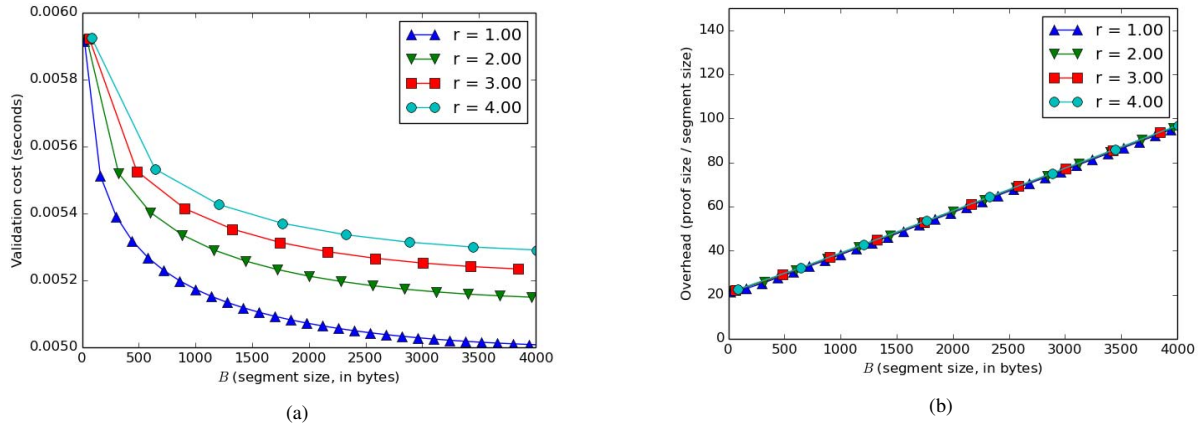 0.0060
0.0058
0.0056
0.0054
0.0052
0.0050
Validation cost (seconds)
0 500 1000 1500 2000 2500 3000 3500 4000
B (segment size, in bytes)
r = 1.00
r = 2.00
r = 3.00
r = 4.00
(a)
140
120
100
80
60
40
20
0
Overhead (proof size / segment size)
0 500 1000 1500 2000 2500 3000 3500 4000
B (segment size, in bytes)
r = 1.00
r = 2.00
r = 3.00
r = 4.00
(b)